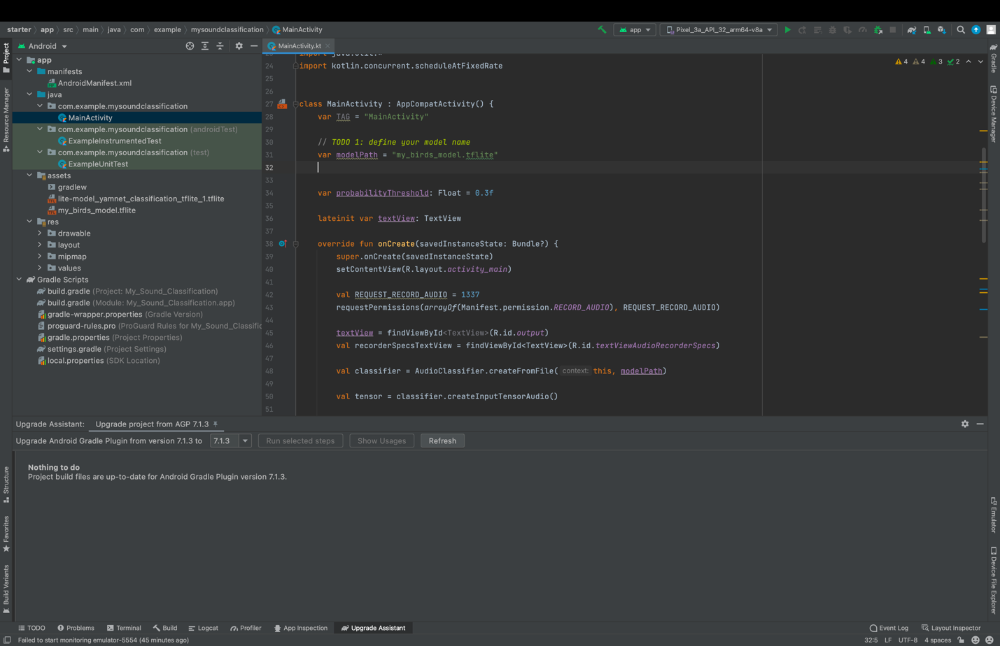 starter app src main java com example mysoundclassification MainActivity
app Pixel_3a_API_32_arm64-v8a
Project
Resource Manager
Structure
Favorites
Build Variants
Android
app
manifests
AndroidManifest.xml
java
com.example.mysoundclassification
MainActivity
com.example.mysoundclassification (androidTest)
ExampleInstrumentedTest
com.example.mysoundclassification (test)
ExampleUnitTest
assets
gradlew
lite-model_yamnet_classification_tflite_1.tflite
my_birds_model.tflite
res
drawable
layout
mipmap
values
Gradle Scripts
build.gradle (Project: My_Sound_Classification)
build.gradle (Module: My_Sound_Classification.app)
gradle-wrapper.properties (Gradle Version)
proguard-rules.pro (ProGuard Rules for My_Sound_Classific
gradle.properties (Project Properties)
settings.gradle (Project Settings)
local.properties (SDK Location)
MainActivity.kt
4 4 3 2
24 import kotlin.concurrent.scheduleAtFixedRate
25
26
27 class MainActivity : AppCompatActivity() {
28 var TAG = "MainActivity"
29
30 // TODO 1: define your model name
31 var modelPath = "my_birds_model.tflite"
32
33
34 var probabilityThreshold: Float = 0.3f
35
36 lateinit var textView: TextView
37
38 override fun onCreate(savedInstanceState: Bundle?) {
39 super.onCreate(savedInstanceState)
40 setContentView(R.layout.activity_main)
41
42 val REQUEST_RECORD_AUDIO = 1337
43 requestPermissions(arrayOf(Manifest.permission.RECORD_AUDIO), REQUEST_RECORD_AUDIO)
44
45 textView = findViewById<TextView>(R.id.output)
46 val recorderSpecsTextView = findViewById<TextView>(R.id.textViewAudioRecorderSpecs)
47
48 val classifier = AudioClassifier.createFromFile( context: this, modelPath)
49
50 val tensor = classifier.createInputTensorAudio()
51
Gradle
Device Manager
Emulator
Device File Explorer
Upgrade Assistant: Upgrade project from AGP 7.1.3
Upgrade Android Gradle Plugin from version 7.1.3 to 7.1.3 Run selected steps Show Usages Refresh
Nothing to do
Project build files are up-to-date for Android Gradle Plugin version 7.1.3.
TODO Problems Terminal Build Logcat Profiler App Inspection Upgrade Assistant Event Log Layout Inspector
Failed to start monitoring emulator-5554 (45 minutes ago) 32:5 LF UTF-8 4 spaces